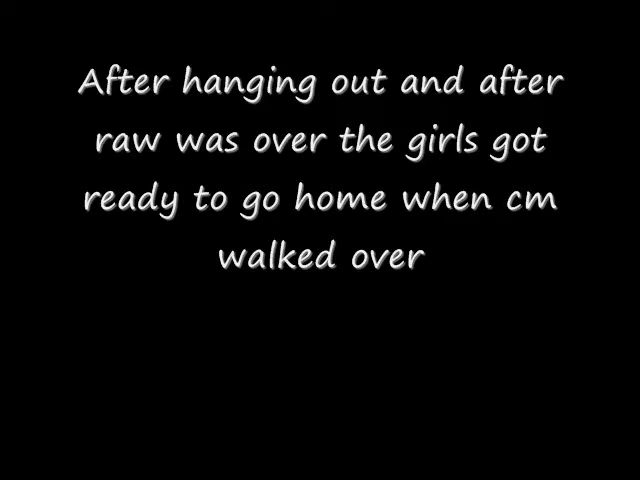 After hanging out and after
raw was over the girls got
ready to go home when cm
walked over